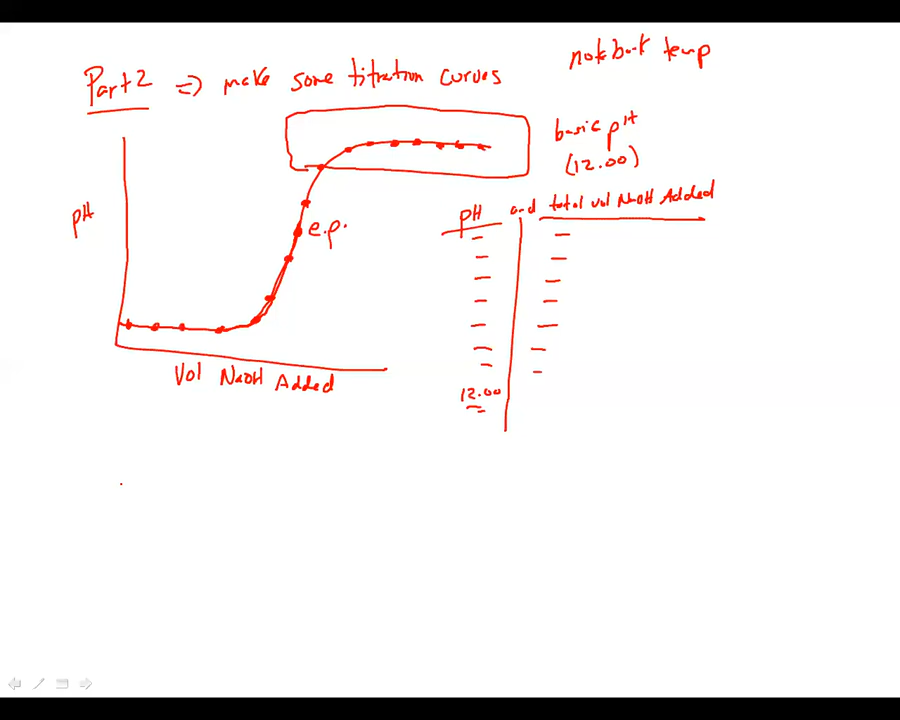 notebook temp
Part 2 => make some titration curves
basic pH
(12.00)
pH and total vol NaOH Added
pH
e.p.
12.00
Vol NaOH Added